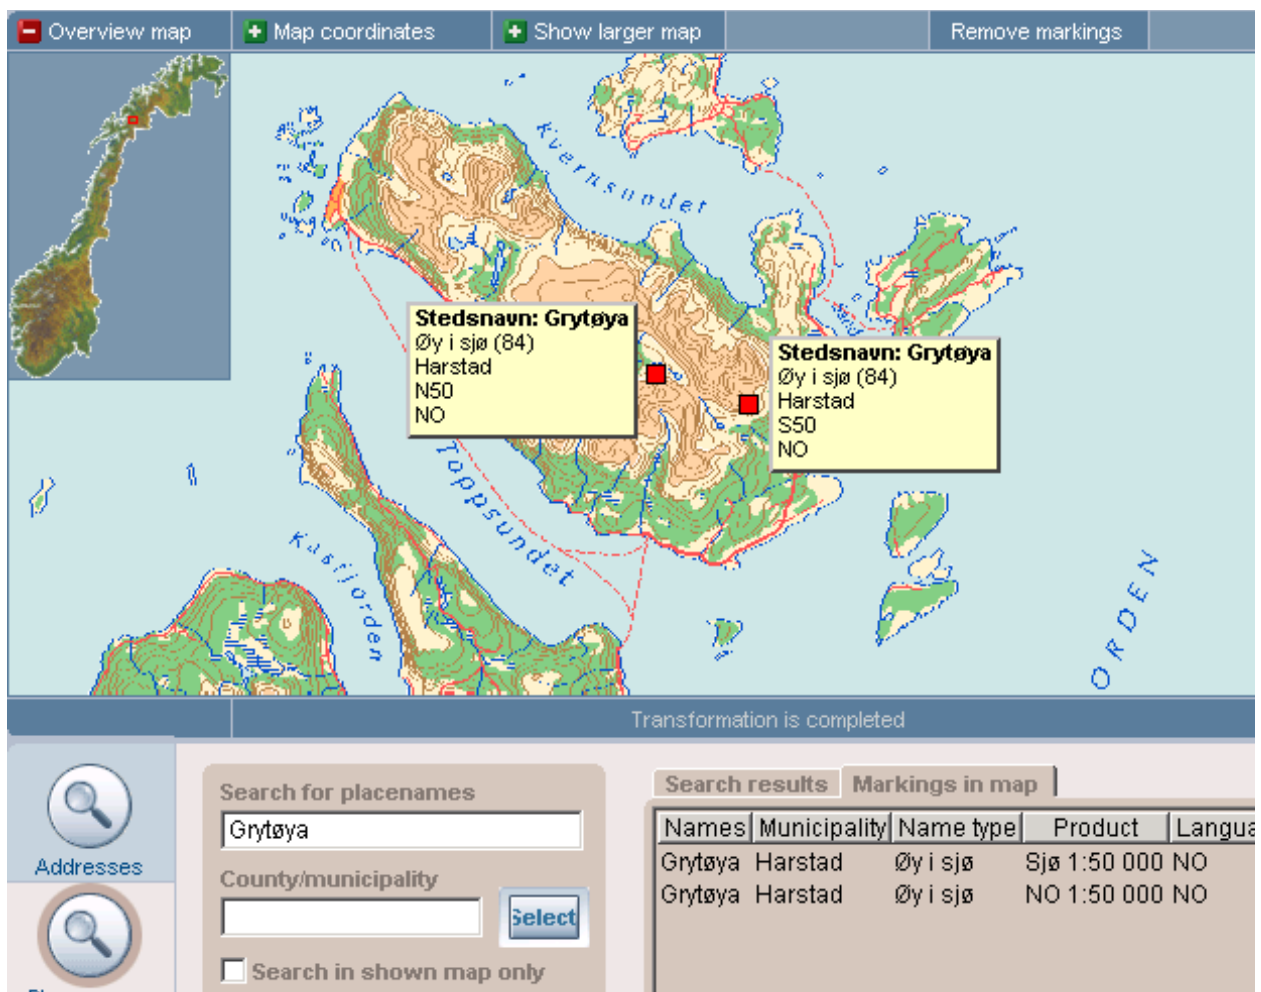 Overview map
Map coordinates
Show larger map
Remove markings
Kvernsundet
Stedsnavn: Grytøya
Øy i sjø (84)
Harstad
N50
NO
Stedsnavn: Grytøya
Øy i sjø (84)
Harstad
S50
NO
Toppsundet
Kasfjorden
ORDEN
Transformation is completed
Addresses
Search for placenames
Grytøya
County/municipality
Select
Search in shown map only
Search results
Markings in map
Names Municipality Name type Product Langua
Grytøya Harstad Øy i sjø Sjø 1:50 000 NO
Grytøya Harstad Øy i sjø NO 1:50 000 NO